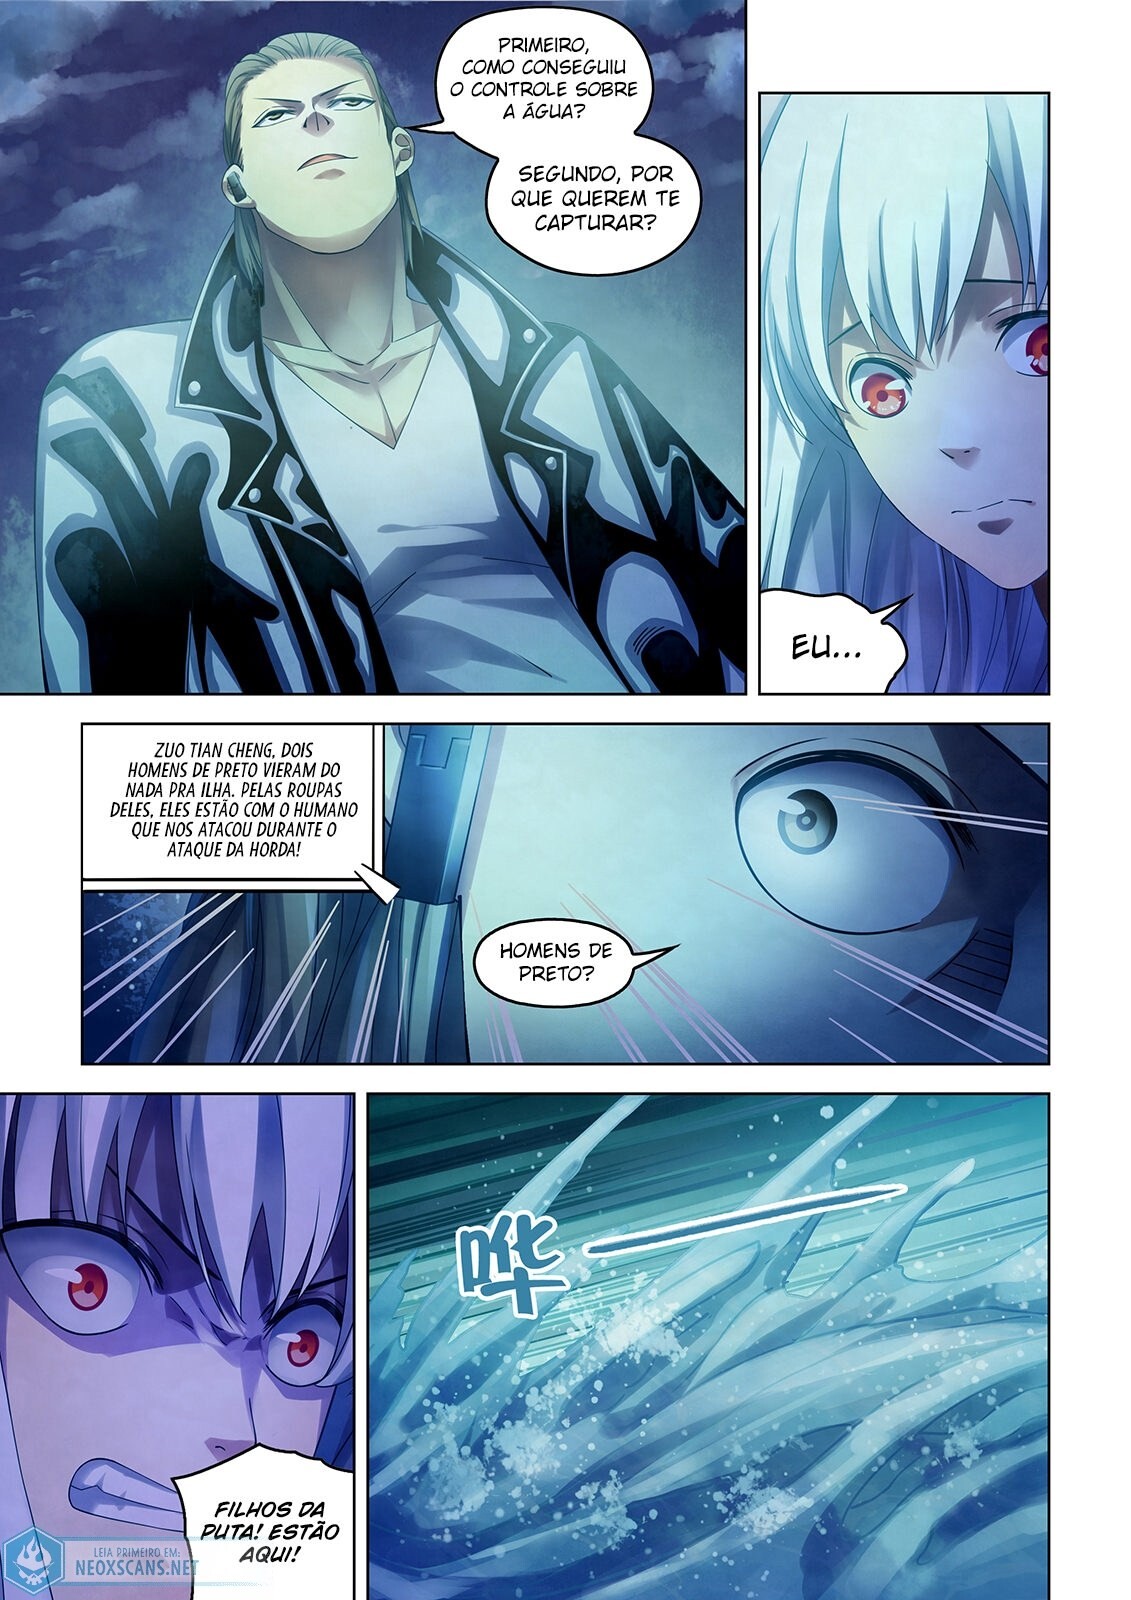 PRIMEIRO,
COMO CONSEGUIU
O CONTROLE SOBRE
A ÁGUA?
SEGUNDO, POR
QUE QUEREM TE
CAPTURAR?
EU...
ZUO TIAN CHENG, DOIS
HOMENS DE PRETO VIERAM DO
NADA PRA ILHA. PELAS ROUPAS
DELES, ELES ESTÃO COM O HUMANO
QUE NOS ATACOU DURANTE O
ATAQUE DA HORDA!
HOMENS DE
PRETO?
哗
FILHOS DA
PUTA! ESTÃO
AQUI!
LEIA PRIMEIRO EM:
NEOXSCANS.NET